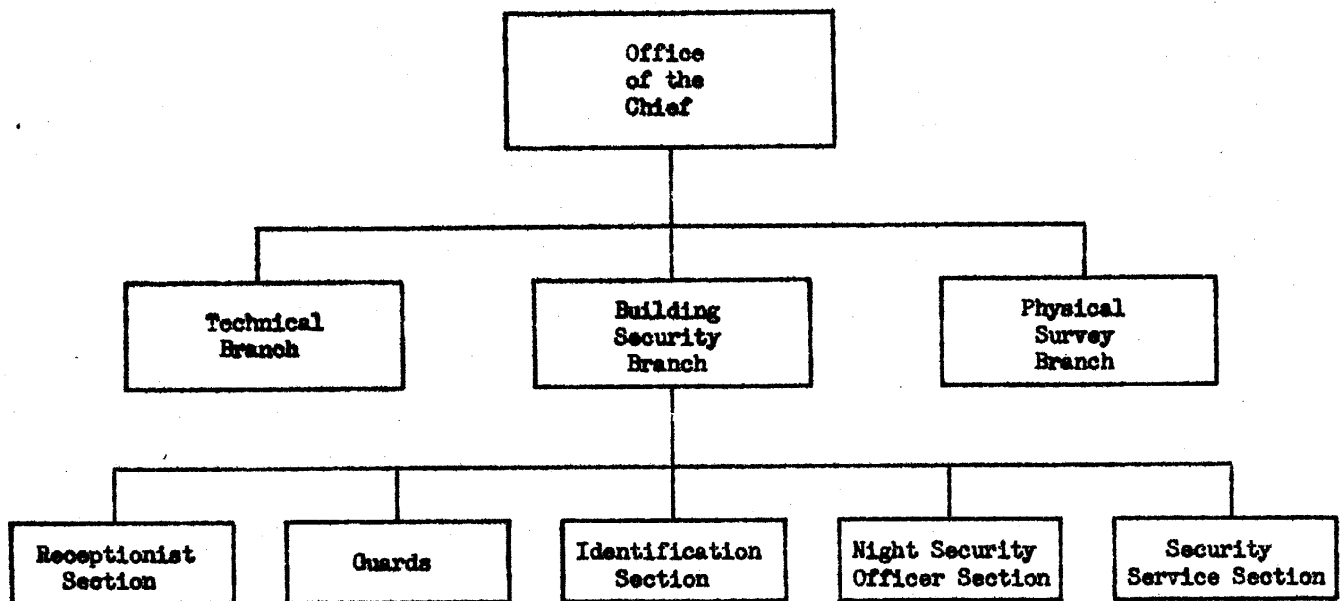 Office
of the
Chief
Technical
Branch
Building
Security
Branch
Physical
Survey
Branch
Receptionist
Section
Guards
Identification
Section
Night Security
Officer Section
Security
Service Section